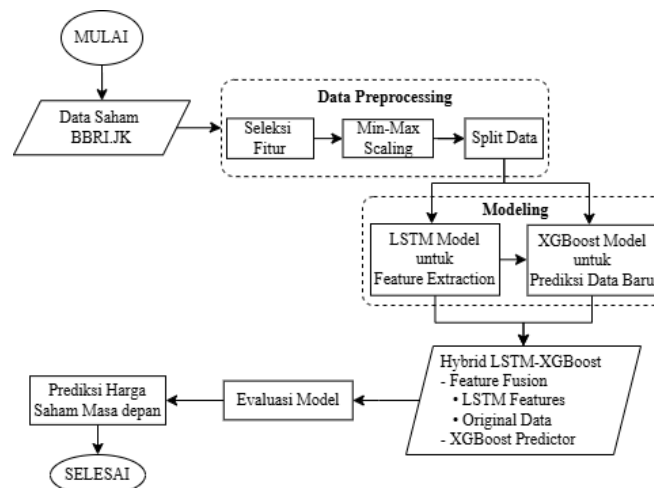 MULAI
Data Saham
BBRI.JK
Data Preprocessing
Seleksi
Fitur
Min-Max
Scaling
Split Data
Modeling
LSTM Model
untuk
Feature Extraction
XGBoost Model
untuk
Prediksi Data Baru
Hybrid LSTM-XGBoost
- Feature Fusion
• LSTM Features
• Original Data
- XGBoost Predictor
Evaluasi Model
Prediksi Harga
Saham Masa depan
SELESAI